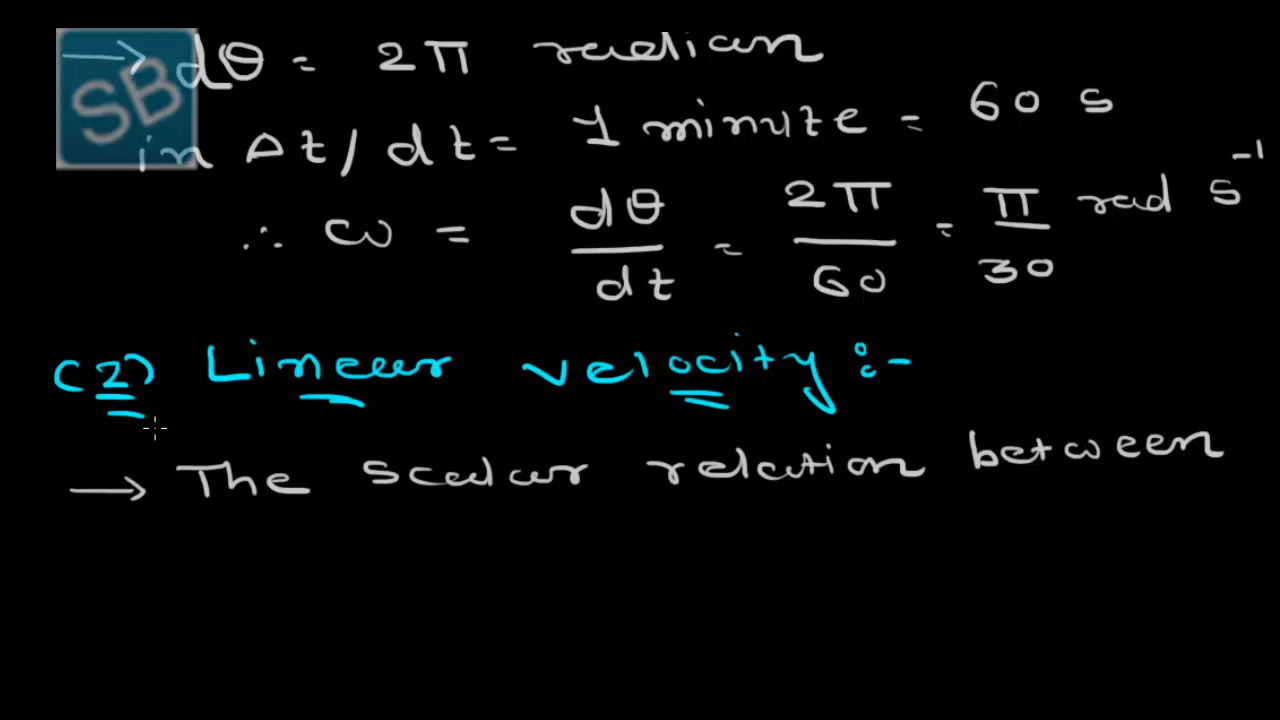 SB
→ dθ = 2π radian
in Δt/dt = 1 minute = 60 s
∴ ω = dθ/dt = 2π/60 = π/30 rad s⁻¹
(2) Linear velocity :-
→ The scalar relation between